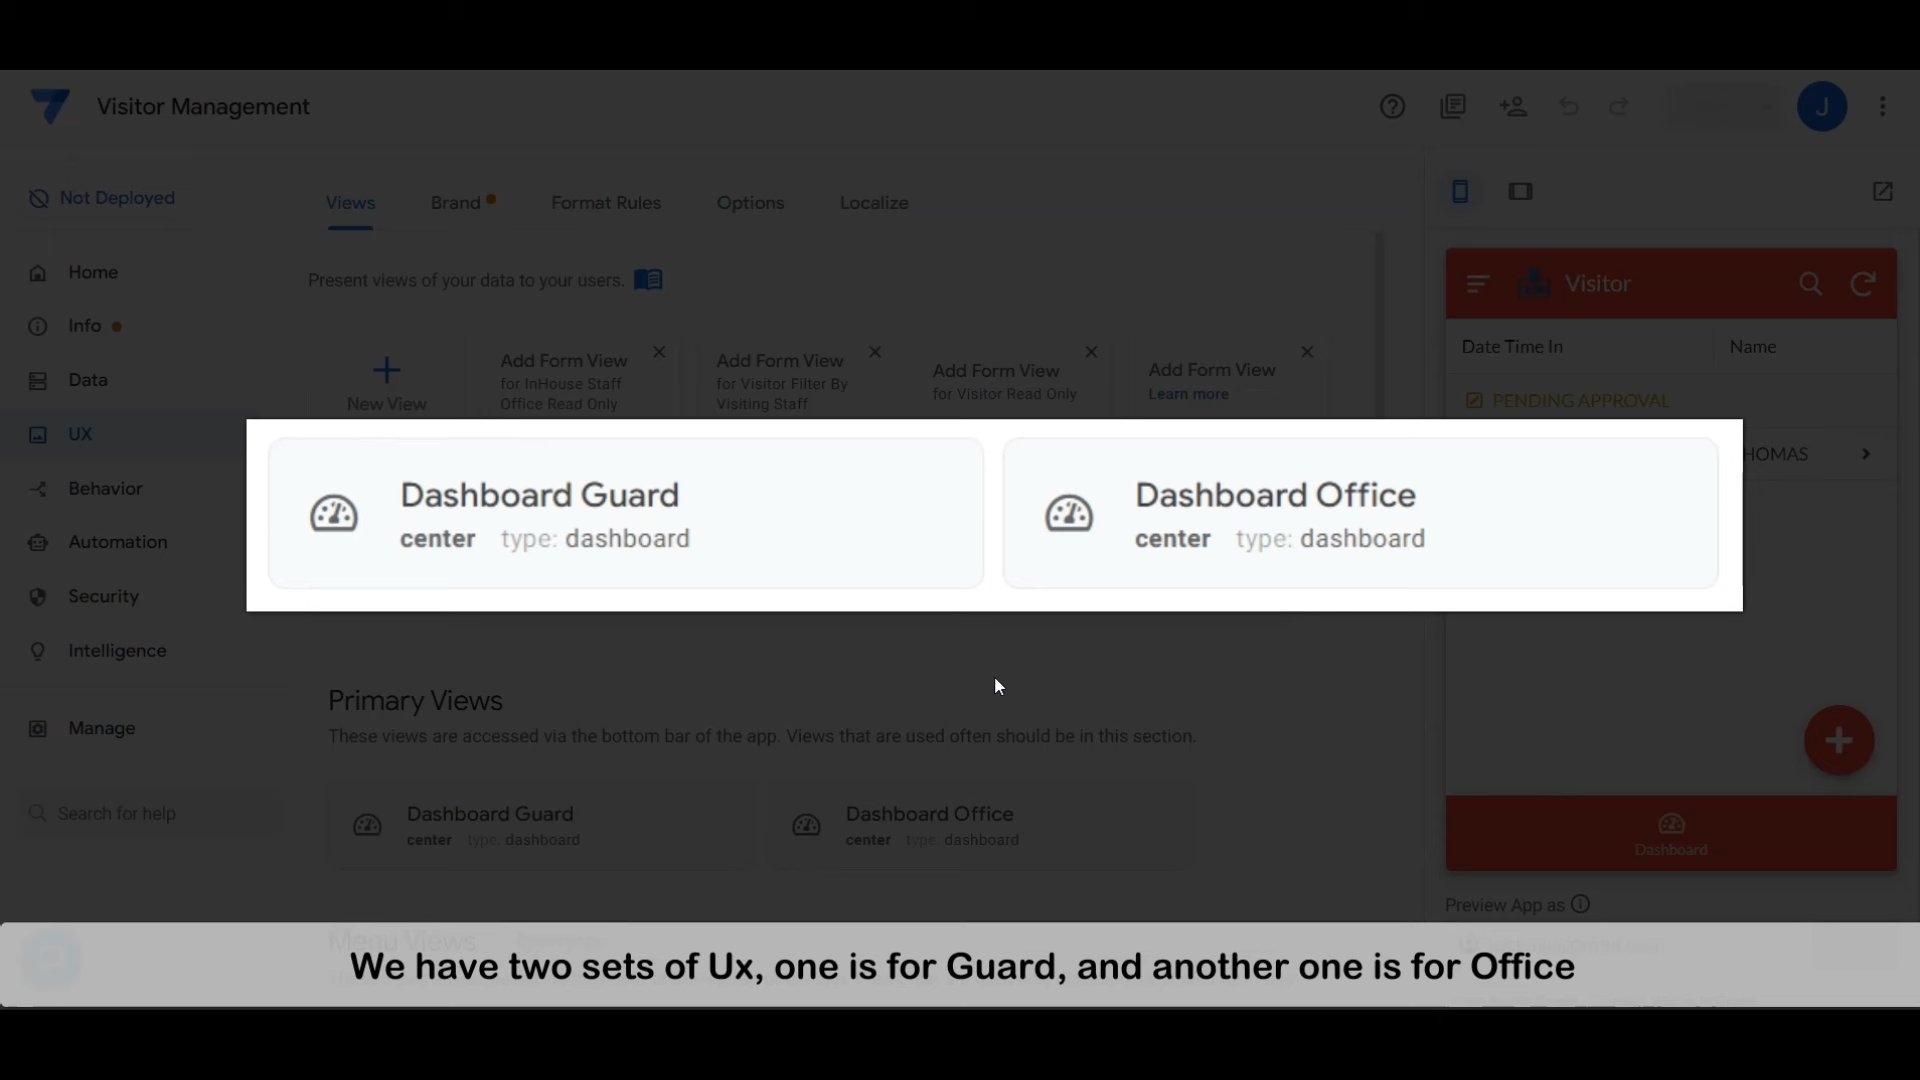 Visitor Management
J
Not Deployed
Views
Brand
Format Rules
Options
Localize
Home
Info
Data
UX
Behavior
Automation
Security
Intelligence
Manage
Search for help
Present views of your data to your users.
New View
Add Form View
for InHouse Staff
Office Read Only
Add Form View
for Visitor Filter By
Visiting Staff
Add Form View
for Visitor Read Only
Add Form View
Learn more
Dashboard Guard
center type: dashboard
Dashboard Office
center type: dashboard
Primary Views
These views are accessed via the bottom bar of the app. Views that are used often should be in this section.
Dashboard Guard
center type: dashboard
Dashboard Office
center type: dashboard
Menu Views
Visitor
Date Time In
Name
PENDING APPROVAL
HOMAS
Dashboard
Preview App as
We have two sets of Ux, one is for Guard, and another one is for Office